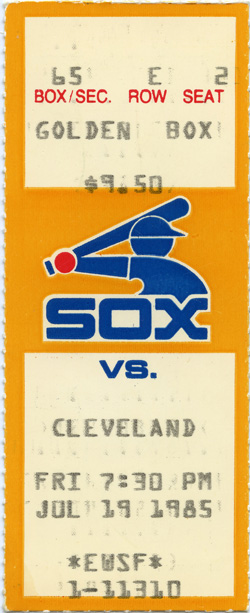 65 E 2
BOX/SEC. ROW SEAT
GOLDEN BOX
$9.50
SOX
VS.
CLEVELAND
FRI 7:30 PM
JUL 19 1985
*EWSF*
1-11310